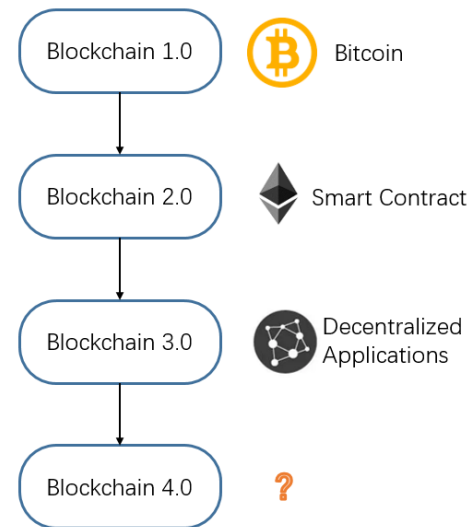 Blockchain 1.0
Bitcoin
Blockchain 2.0
Smart Contract
Blockchain 3.0
Decentralized
Applications
Blockchain 4.0
?